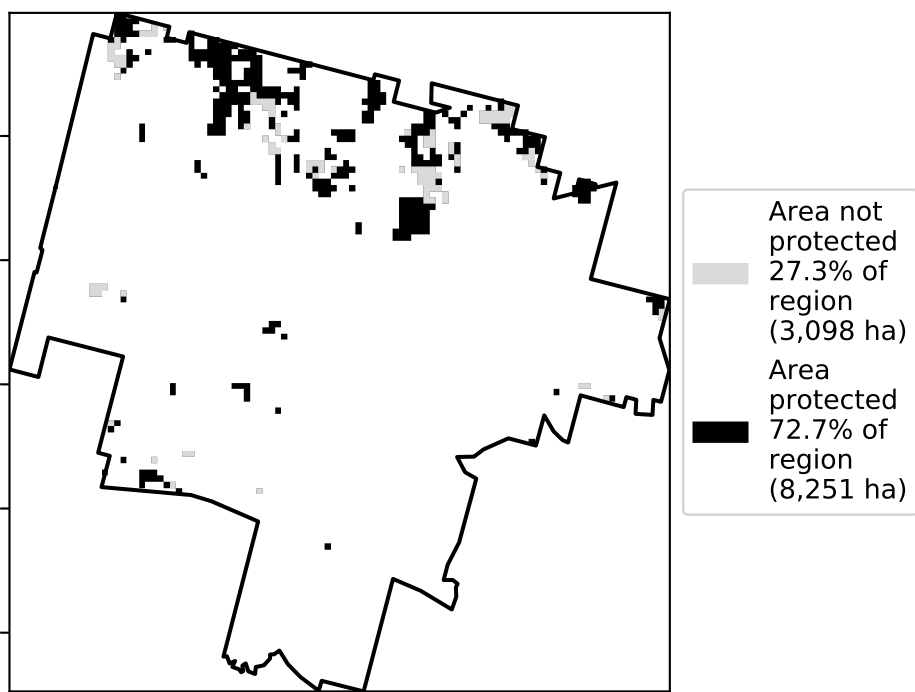 Area not
protected
27.3% of
region
(3,098 ha)
Area
protected
72.7% of
region
(8,251 ha)